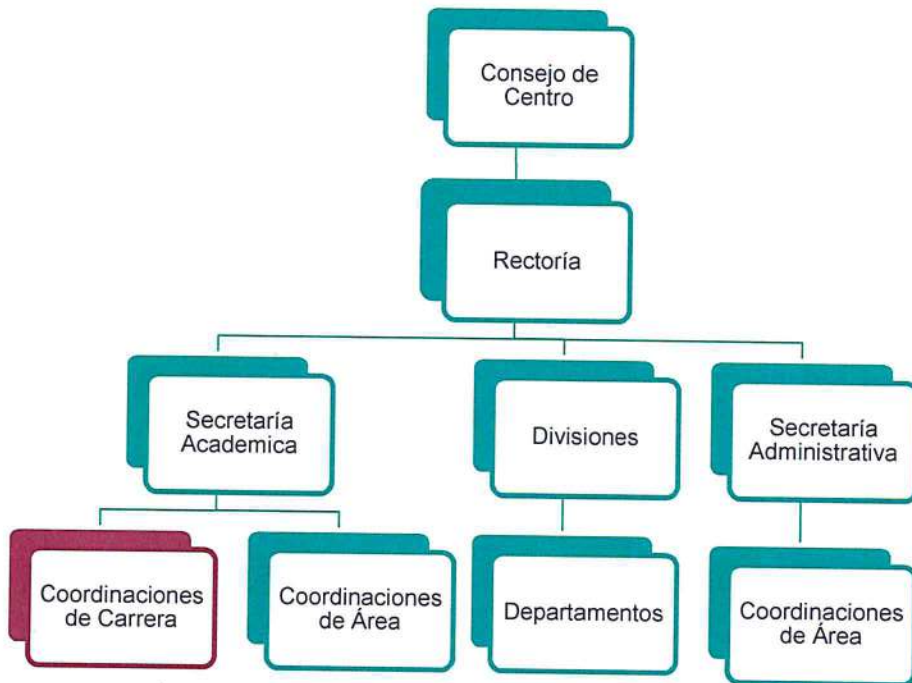 Consejo de
Centro
Rectoría
Secretaría
Academica
Divisiones
Secretaría
Administrativa
Coordinaciones
de Carrera
Coordinaciones
de Área
Departamentos
Coordinaciones
de Área